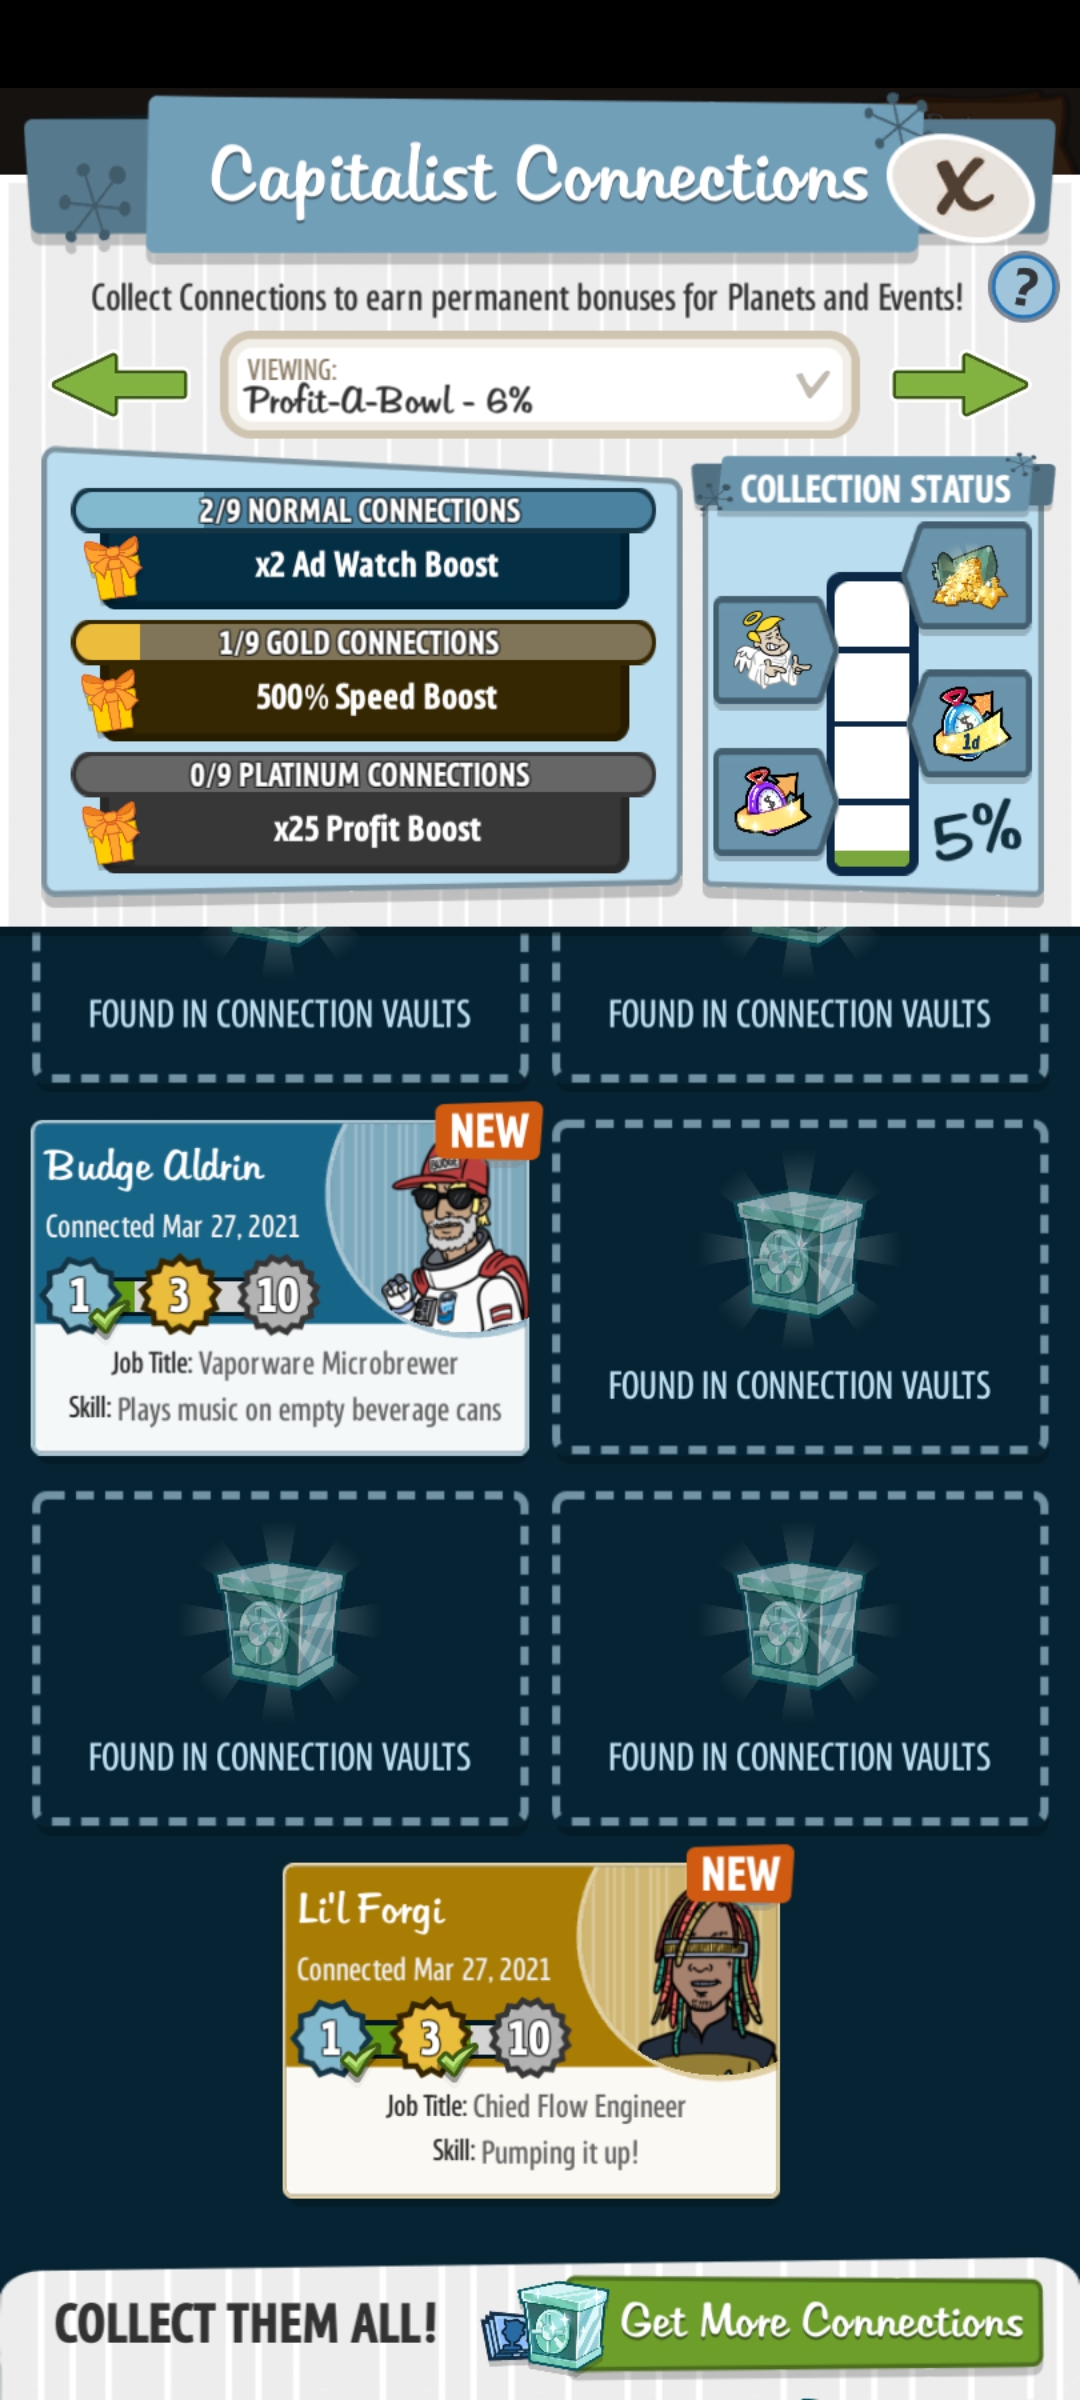 Capitalist Connections
X
Collect Connections to earn permanent bonuses for Planets and Events!
?
VIEWING:
Profit-A-Bowl - 6%
2/9 NORMAL CONNECTIONS
x2 Ad Watch Boost
1/9 GOLD CONNECTIONS
500% Speed Boost
0/9 PLATINUM CONNECTIONS
x25 Profit Boost
COLLECTION STATUS
1d
5%
FOUND IN CONNECTION VAULTS
FOUND IN CONNECTION VAULTS
NEW
Budge Aldrin
BUDGE
Connected Mar 27, 2021
1 3 10
Job Title: Vaporware Microbrewer
Skill: Plays music on empty beverage cans
FOUND IN CONNECTION VAULTS
FOUND IN CONNECTION VAULTS
FOUND IN CONNECTION VAULTS
NEW
Li'l Forgi
Connected Mar 27, 2021
1 3 10
Job Title: Chied Flow Engineer
Skill: Pumping it up!
COLLECT THEM ALL!
Get More Connections